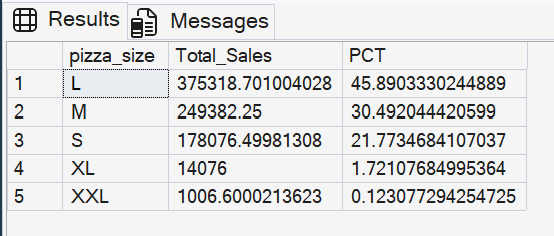 Results Messages
pizza_size Total_Sales PCT
1 L 375318.701004028 45.8903330244889
2 M 249382.25 30.492044420599
3 S 178076.49981308 21.7734684107037
4 XL 14076 1.72107684995364
5 XXL 1006.6000213623 0.123077294254725